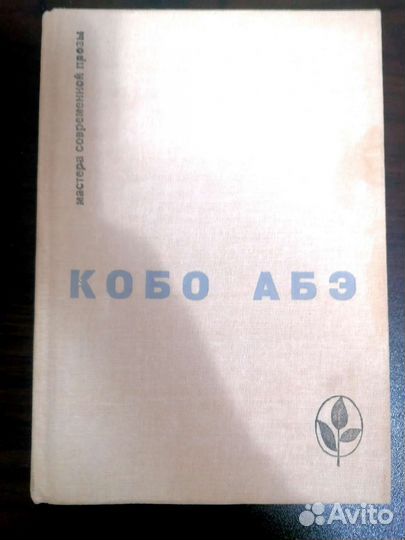 мастера современной прозы
КОБО АБЭ
Avito